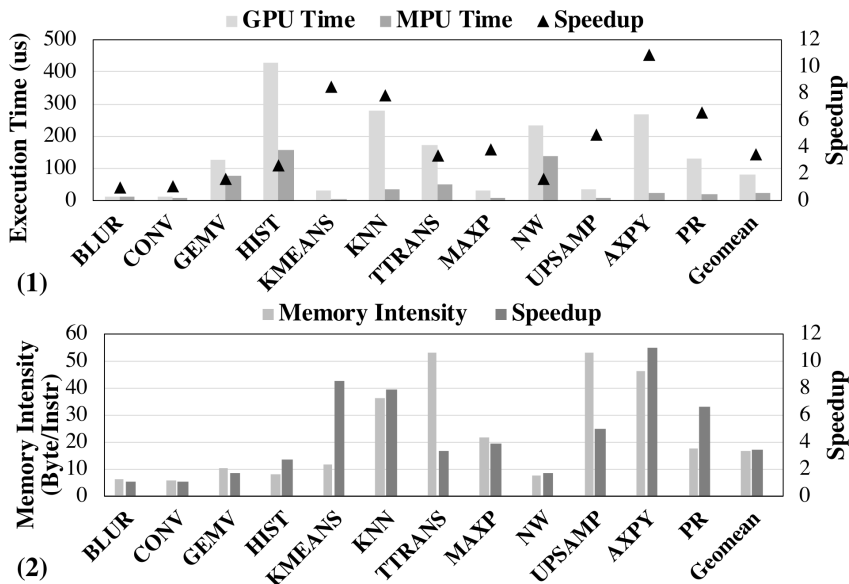 GPU Time MPU Time Speedup
Execution Time (us)
500
400
300
200
100
0
12
10
8
6
4
2
0
Speedup
BLUR
CONV
GEMV
HIST
KMEANS
KNN
TTRANS
MAXP
NW
UPSAMP
AXPY
PR
Geomean
(1)
Memory Intensity Speedup
Memory Intensity
(Byte/Instr)
60
50
40
30
20
10
0
12
10
8
6
4
2
0
Speedup
BLUR
CONV
GEMV
HIST
KMEANS
KNN
TTRANS
MAXP
NW
UPSAMP
AXPY
PR
Geomean
(2)